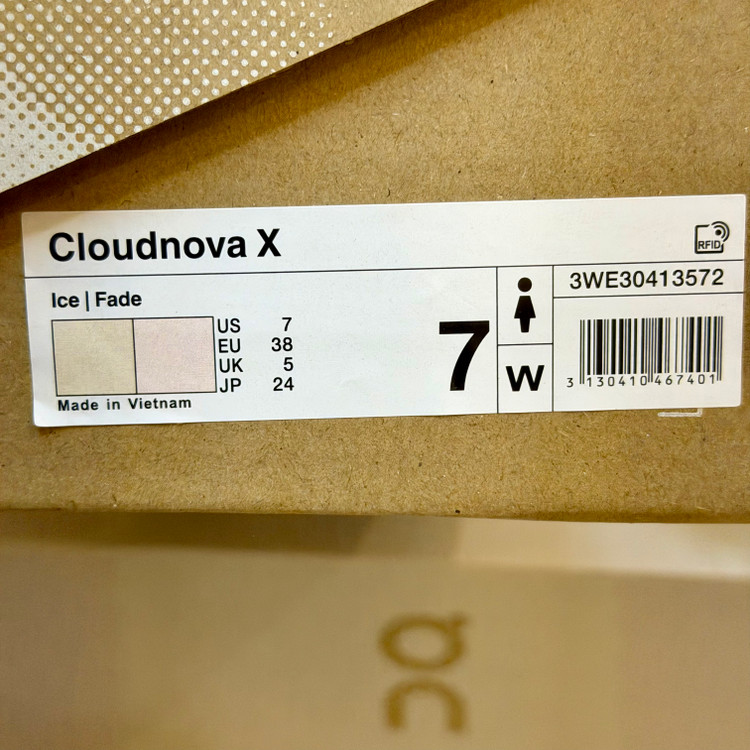 Cloudnova X
RFID
Ice | Fade
3WE30413572
US 7
EU 38
UK 5
JP 24
7
W
3 130410 467401
Made in Vietnam